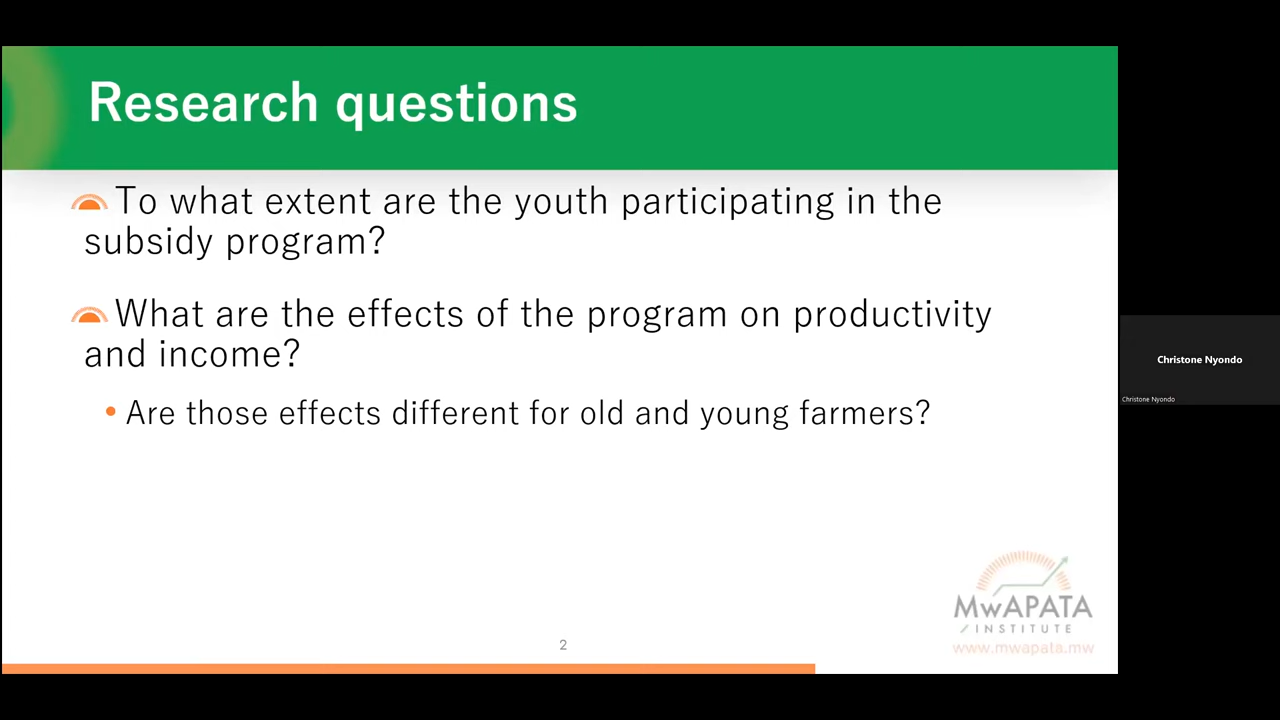 Research questions
To what extent are the youth participating in the
subsidy program?
What are the effects of the program on productivity
and income?
• Are those effects different for old and young farmers?
2
MwAPATA
INSTITUTE
www.mwapata.mw
Christone Nyondo
Christone Nyondo